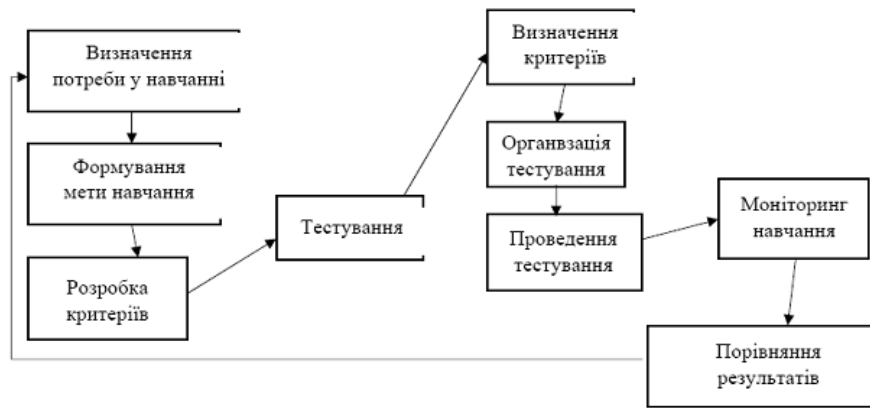 Визначення
потреби у навчанні
Формування
мети навчання
Розробка
критеріїв
Тестування
Визначення
критеріїв
Органвзація
тестування
Проведення
тестування
Моніторинг
навчання
Порівняння
результатів